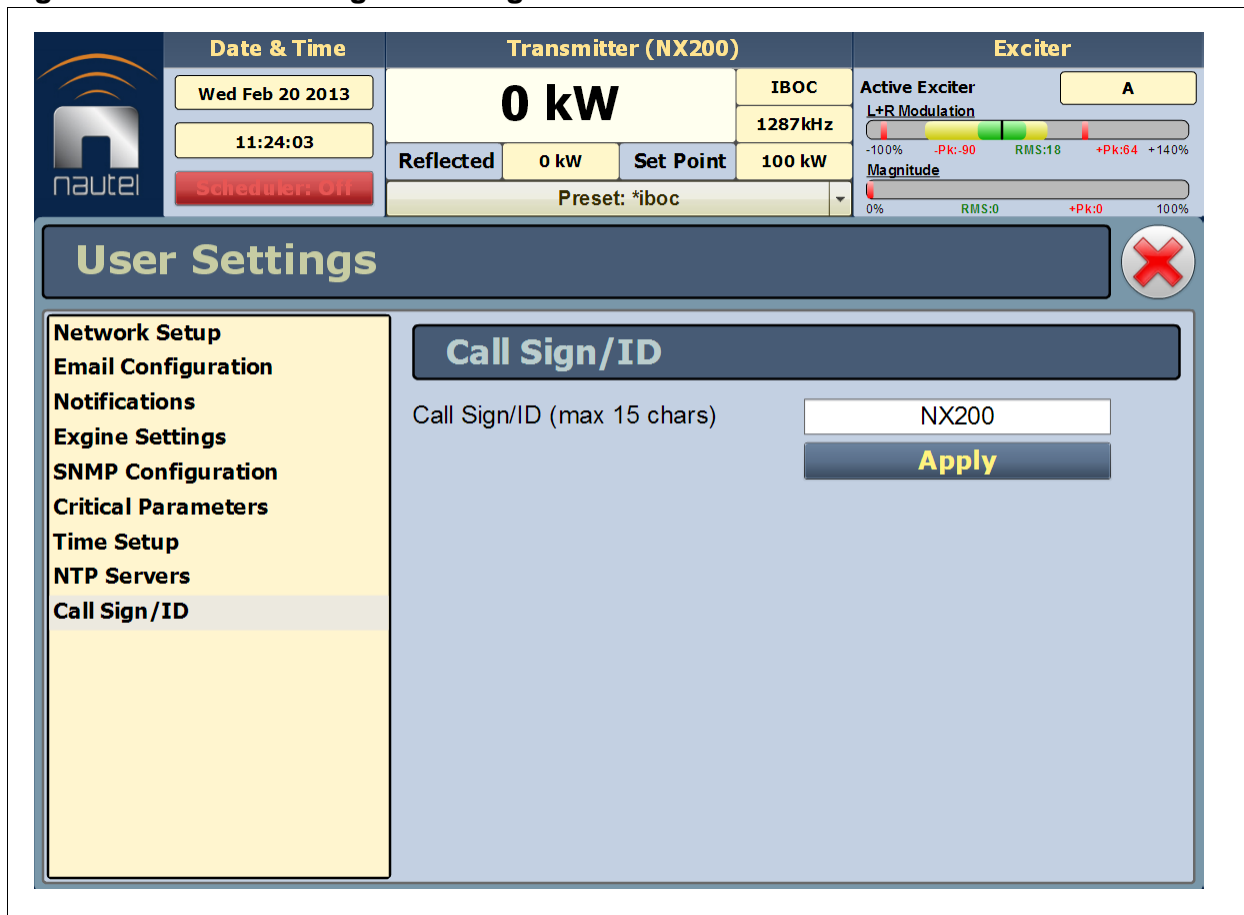 Date & Time
Transmitter (NX200)
Exciter
nautel
Wed Feb 20 2013
11:24:03
Scheduler: Off
0 kW
IBOC
1287kHz
Reflected
0 kW
Set Point
100 kW
Preset: *iboc
Active Exciter
A
L+R Modulation
-100% -Pk:-90 RMS:18 +Pk:64 +140%
Magnitude
0% RMS:0 +Pk:0 100%
User Settings
Network Setup
Email Configuration
Notifications
Exgine Settings
SNMP Configuration
Critical Parameters
Time Setup
NTP Servers
Call Sign/ID
Call Sign/ID
Call Sign/ID (max 15 chars)
NX200
Apply